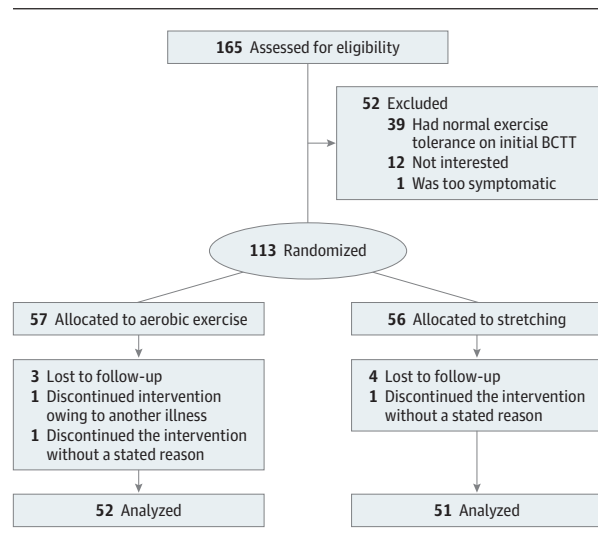 165 Assessed for eligibility
52 Excluded
39 Had normal exercise
tolerance on initial BCTT
12 Not interested
1 Was too symptomatic
113 Randomized
57 Allocated to aerobic exercise
3 Lost to follow-up
1 Discontinued intervention
owing to another illness
1 Discontinued the intervention
without a stated reason
52 Analyzed
56 Allocated to stretching
4 Lost to follow-up
1 Discontinued the intervention
without a stated reason
51 Analyzed